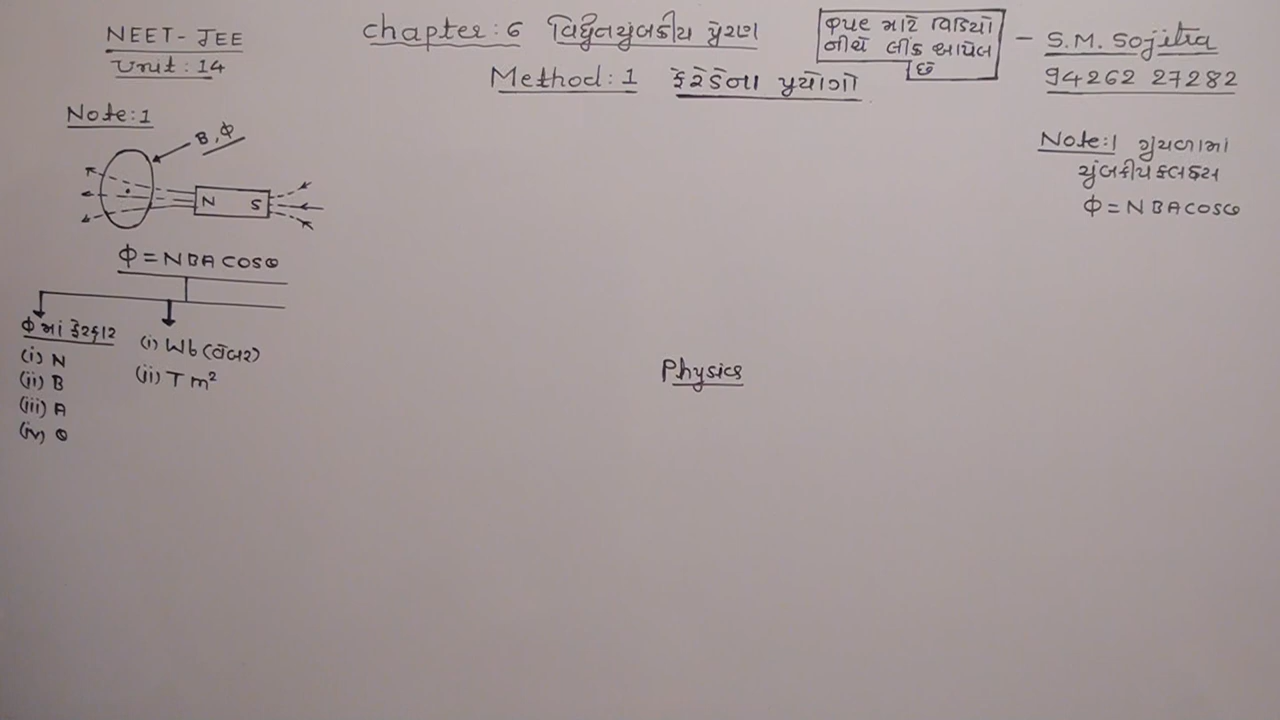 NEET - JEE
Unit : 14
chapter : 6 વિદ્યુતચુંબકીય પ્રેરણ
Method : 1 ફેરેડેના પ્રયોગો
માટે વિડિયો
નીચે લીંક આપેલ
છે
- S.M. Sojitra
94262 27282
Note:1
B, Φ
N S
Φ = NBA COSθ
Φ માં ફેરફાર
(i) N
(ii) B
(iii) A
(iv) θ
(i) Wb (વેબર)
(ii) T m²
Physics
Note:1 ગુંચળામાં
ચુંબકીય ફ્લક્સ
Φ = NBA COSθ